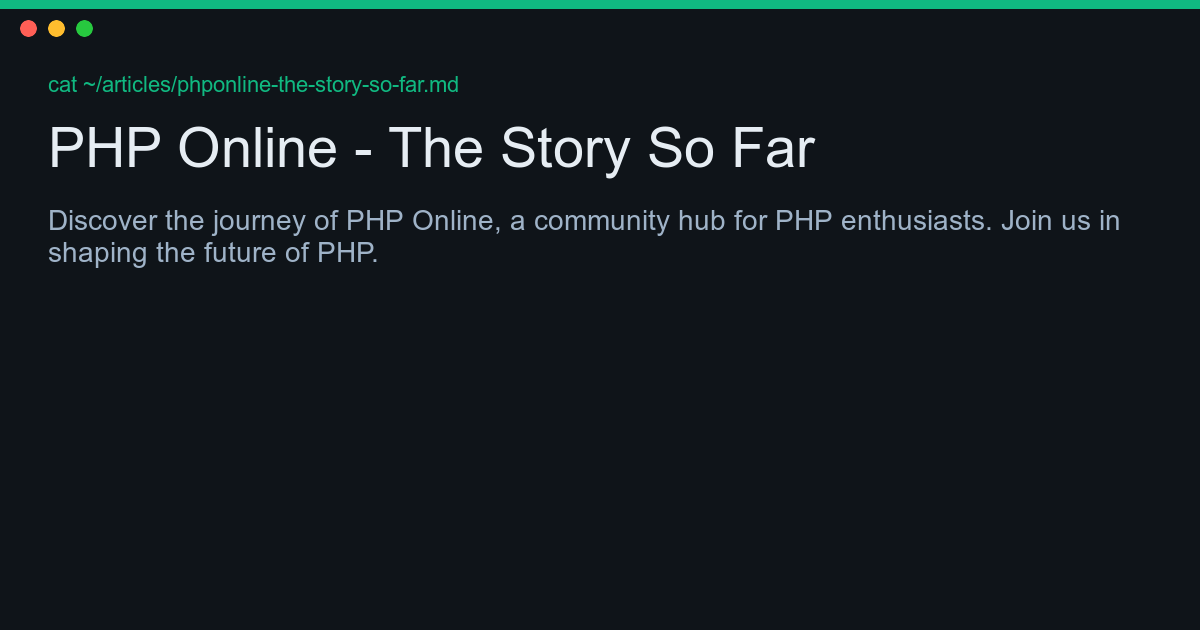 cat ~/articles/phponline-the-story-so-far.md
PHP Online - The Story So Far
Discover the journey of PHP Online, a community hub for PHP enthusiasts. Join us in
shaping the future of PHP.